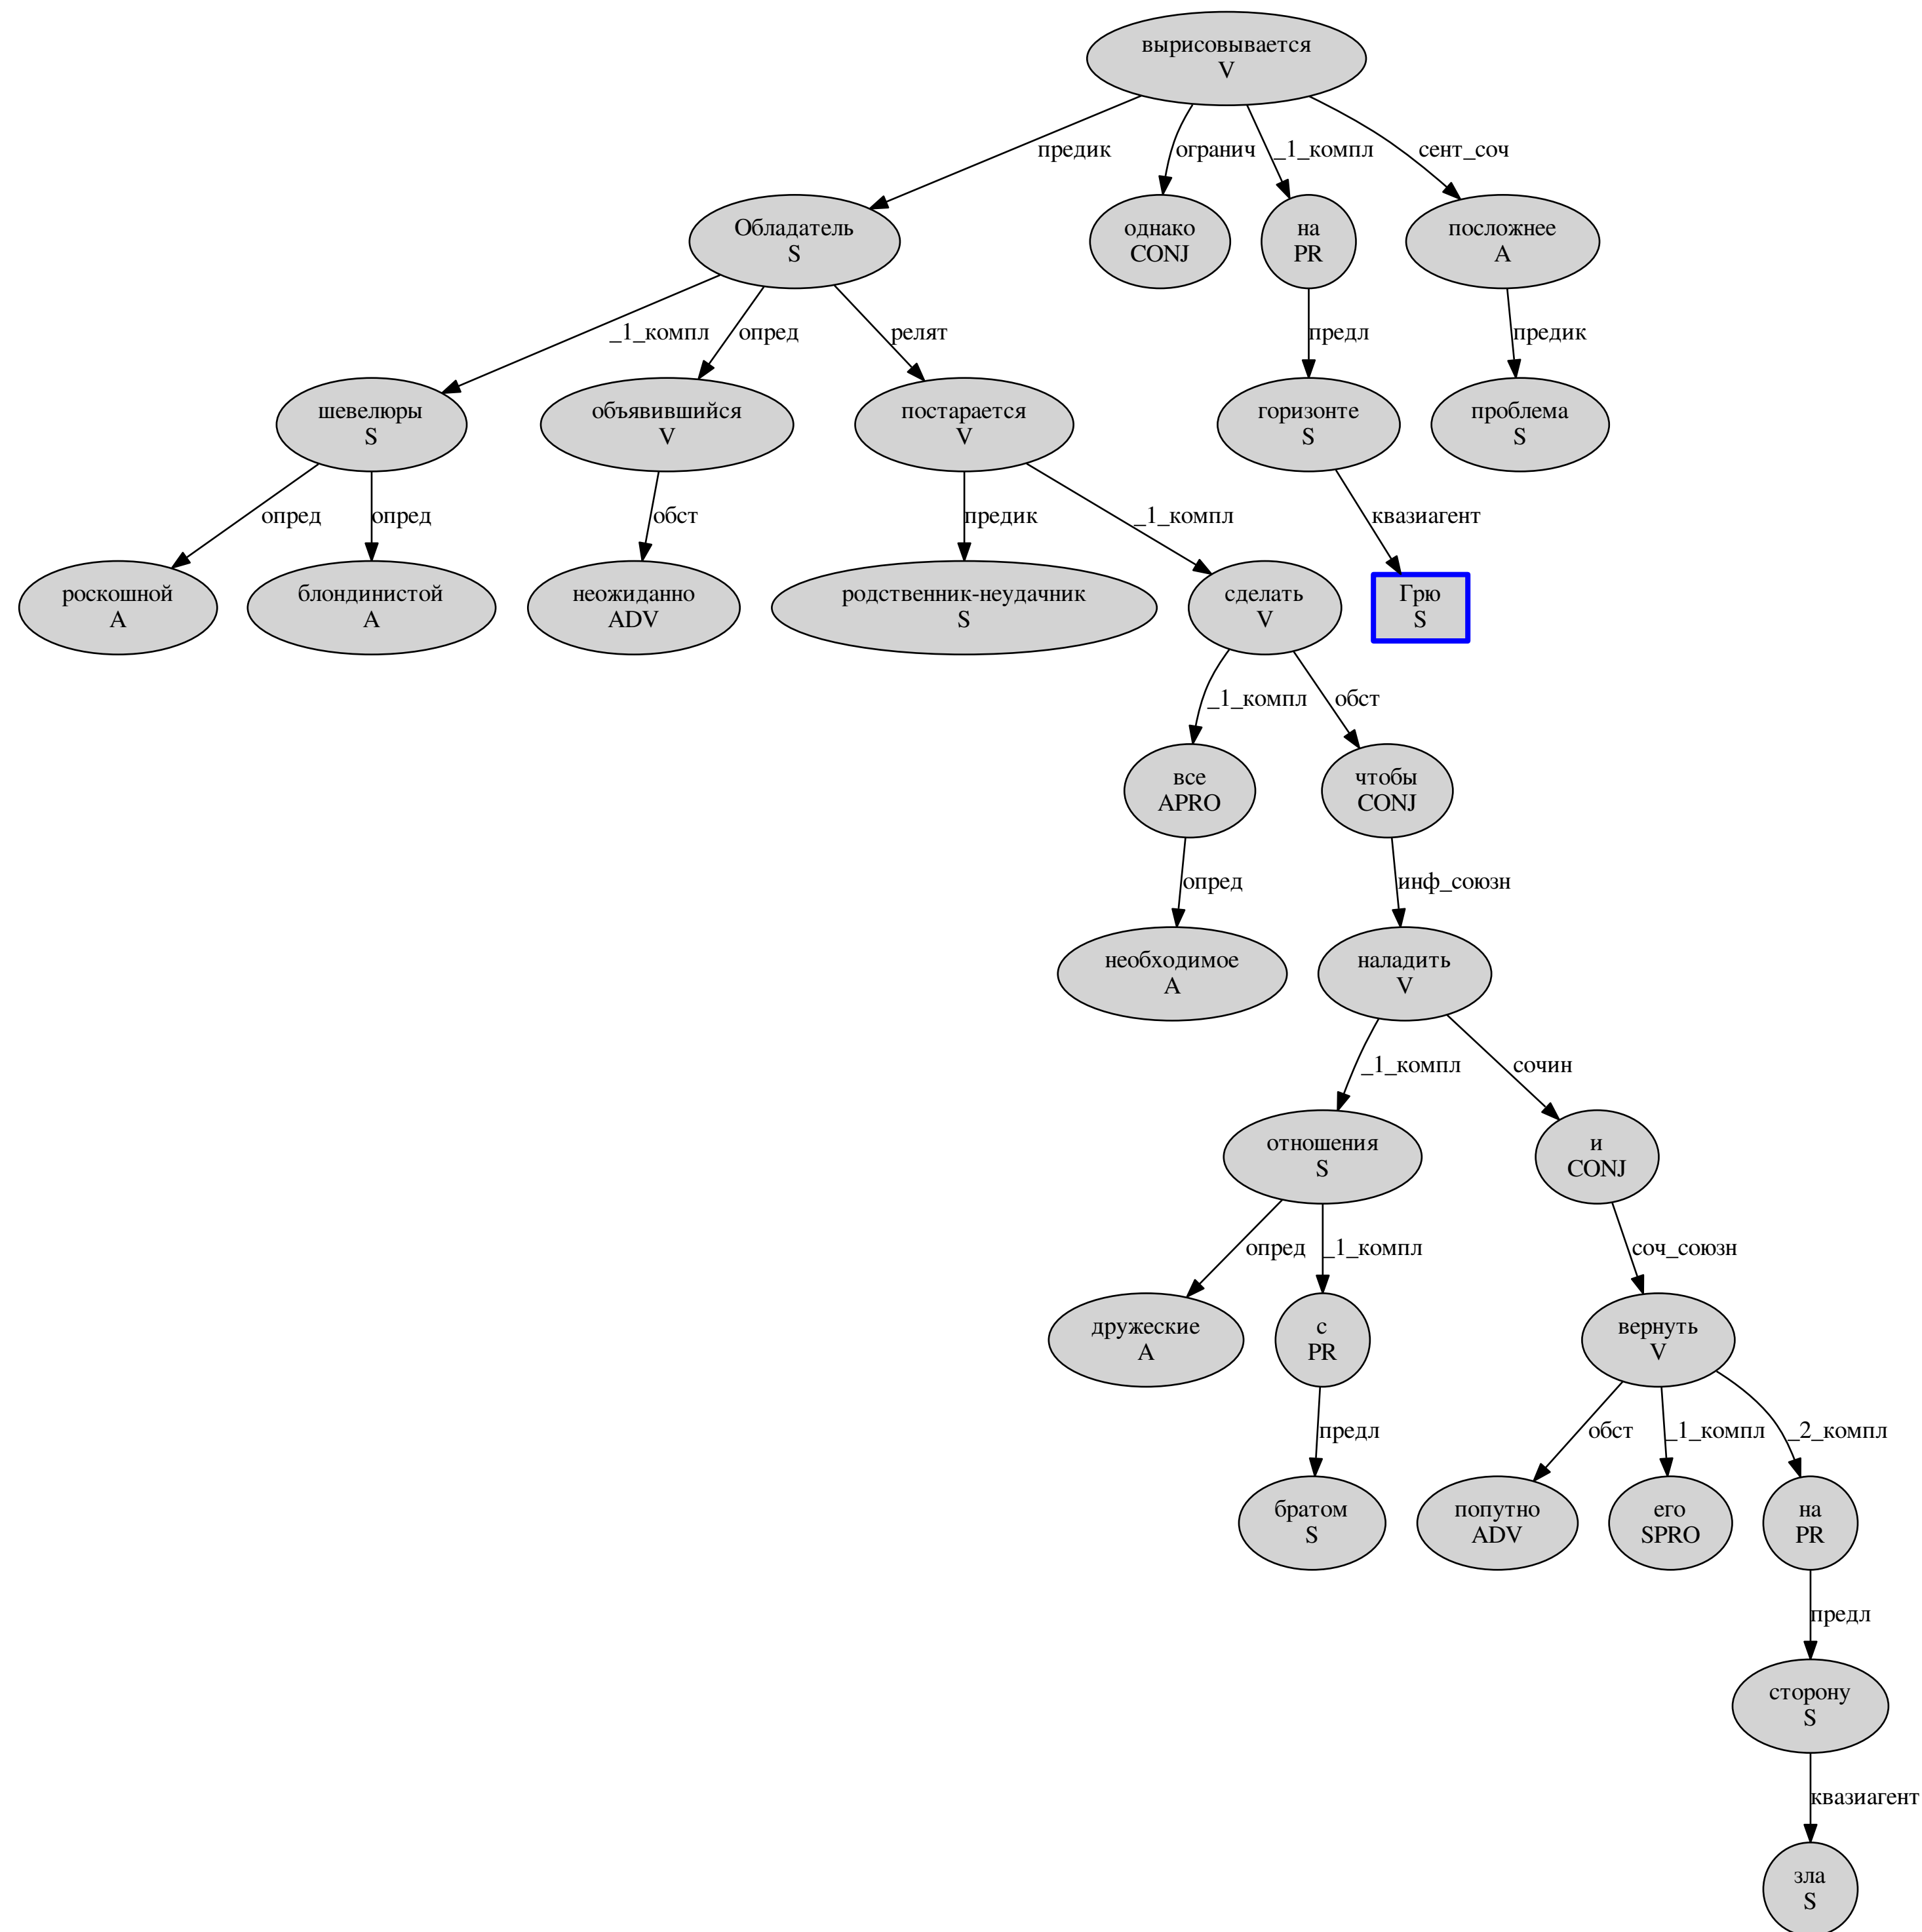 вырисовывается
V
предик
огранич
_1_компл
сент_соч
Обладатель
S
однако
CONJ
на
PR
посложнее
A
_1_компл
опред
релят
предл
предик
шевелюры
S
объявившийся
V
постарается
V
горизонте
S
проблема
S
опред
опред
обст
предик
_1_компл
квазиагент
роскошной
A
блондинистой
A
неожиданно
ADV
родственник-неудачник
S
сделать
V
Грю
S
_1_компл
обст
все
APRO
чтобы
CONJ
опред
инф_союзн
необходимое
A
наладить
V
_1_компл
сочин
отношения
S
и
CONJ
опред
_1_компл
соч_союзн
дружеские
A
с
PR
вернуть
V
предл
обст
_1_компл
_2_компл
братом
S
попутно
ADV
его
SPRO
на
PR
предл
сторону
S
квазиагент
зла
S